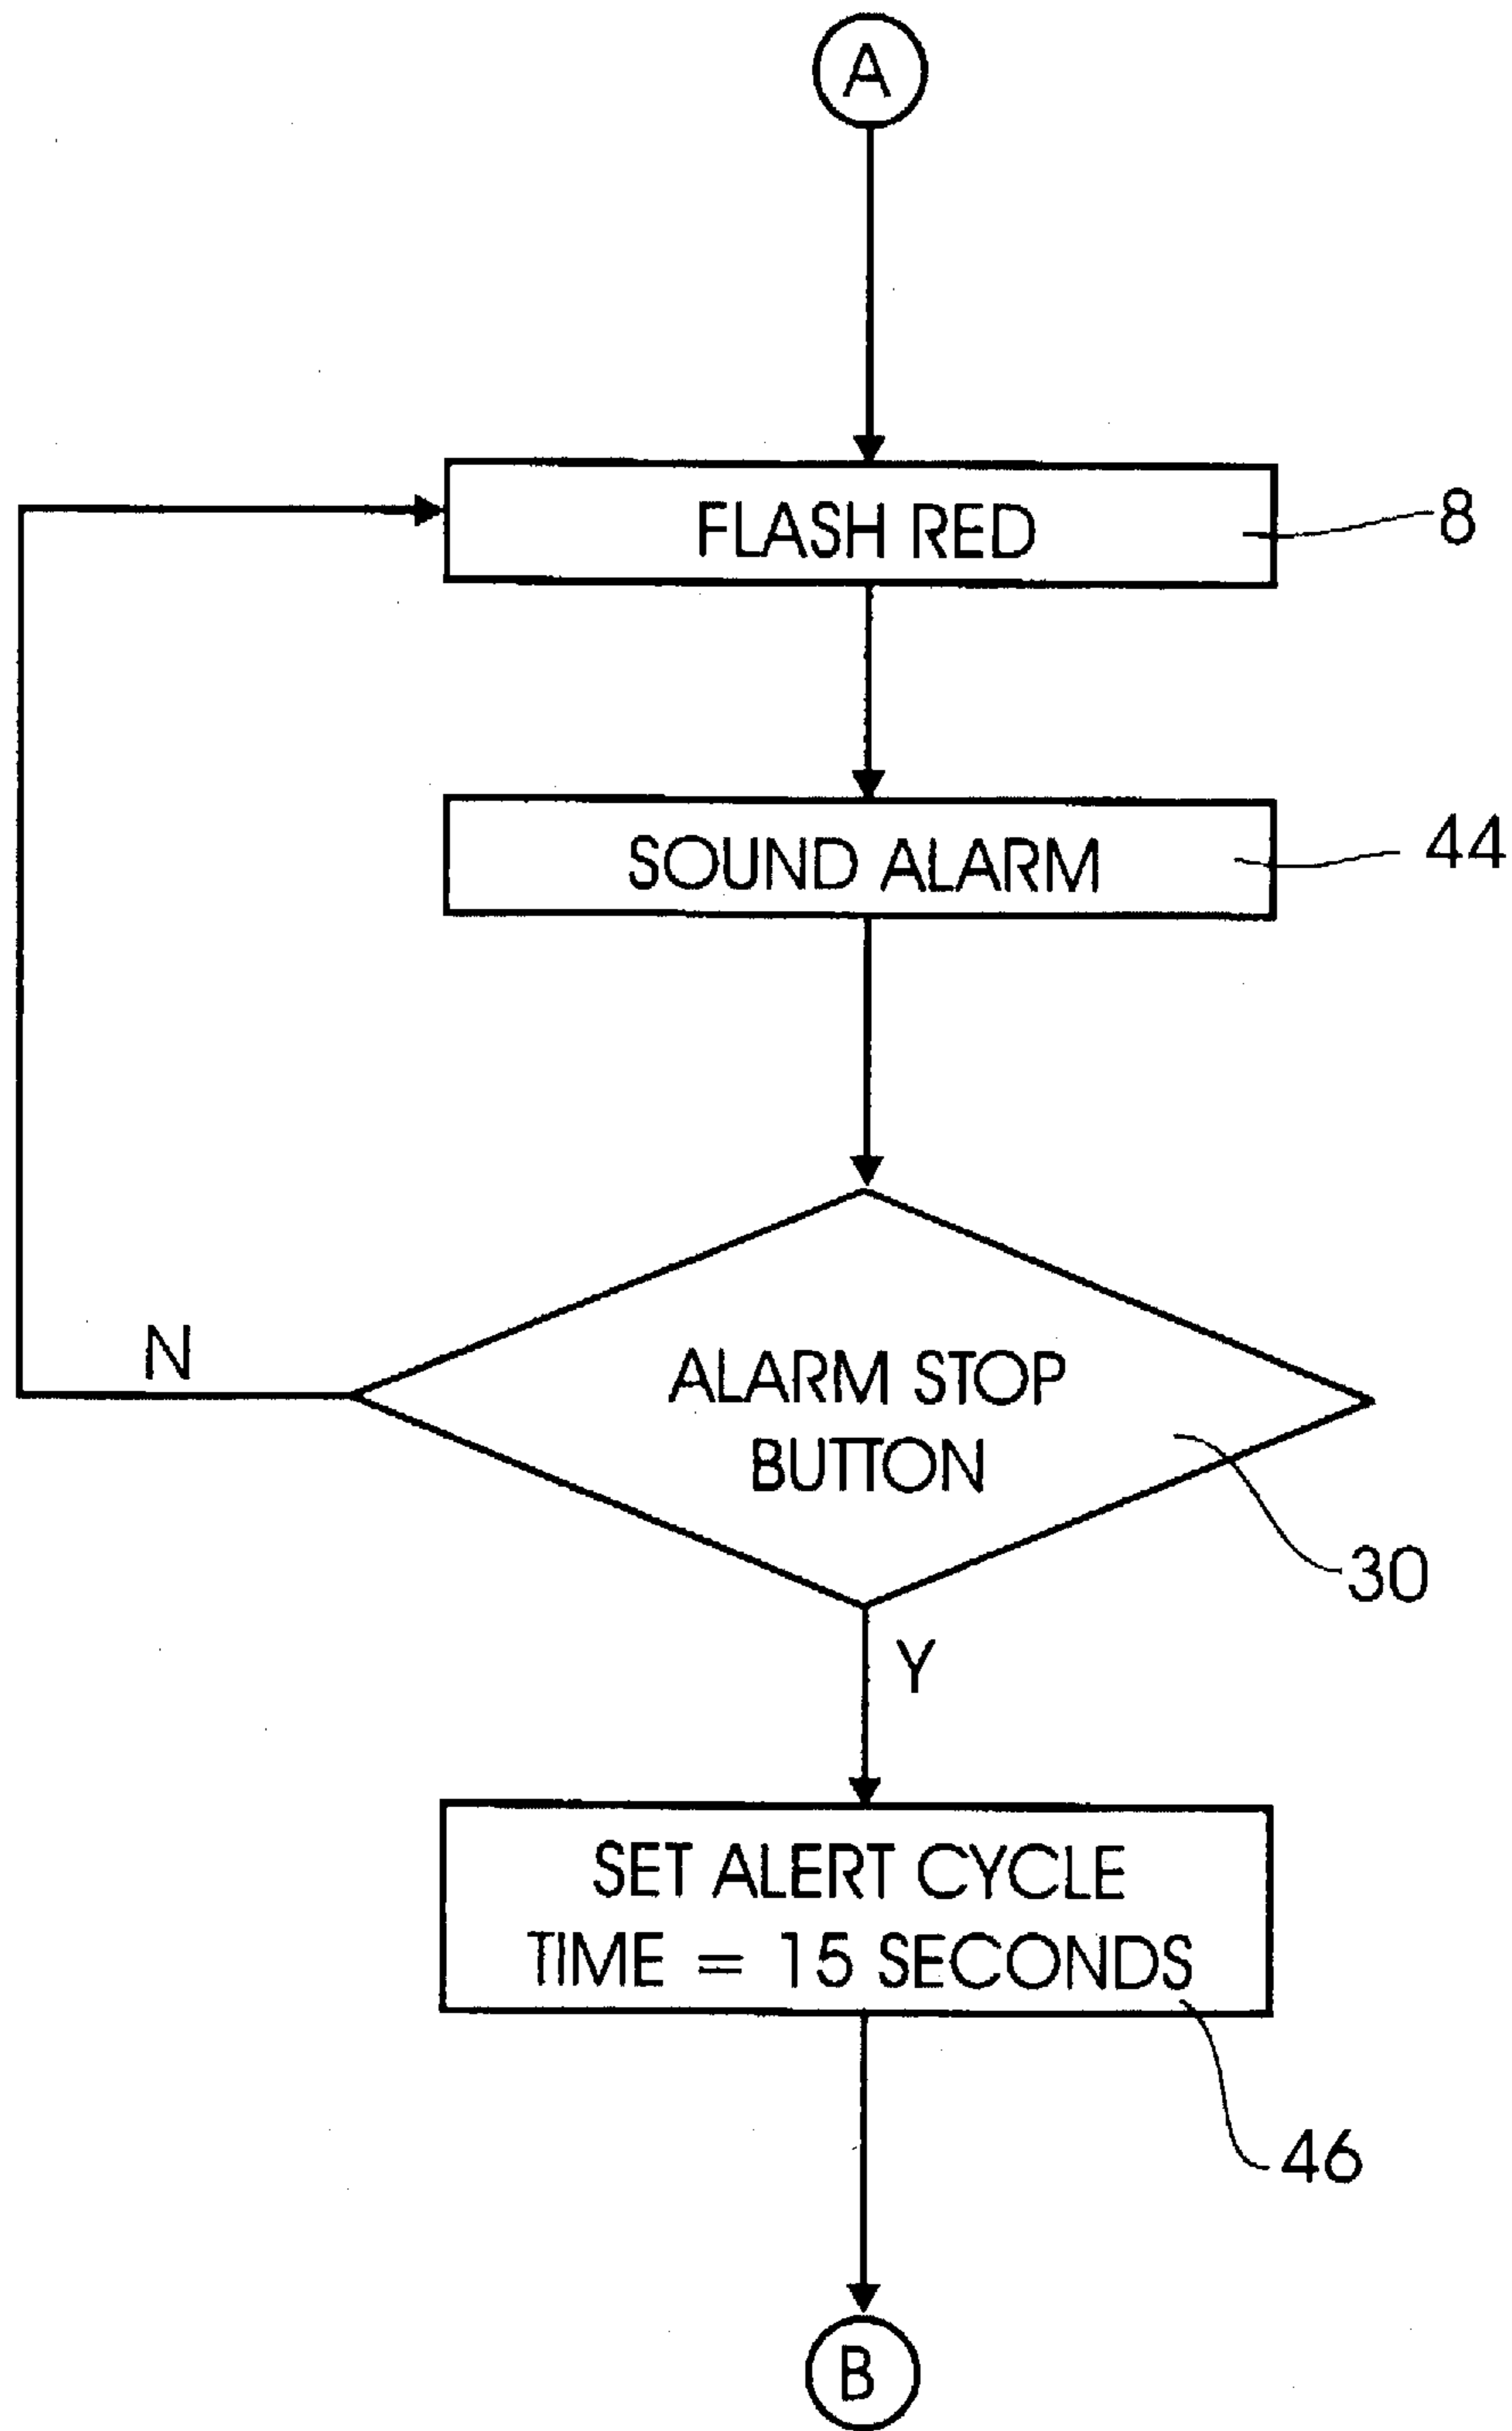 A
FLASH RED
8
SOUND ALARM
44
N
ALARM STOP
BUTTON
30
Y
SET ALERT CYCLE
TIME = 15 SECONDS
46
B